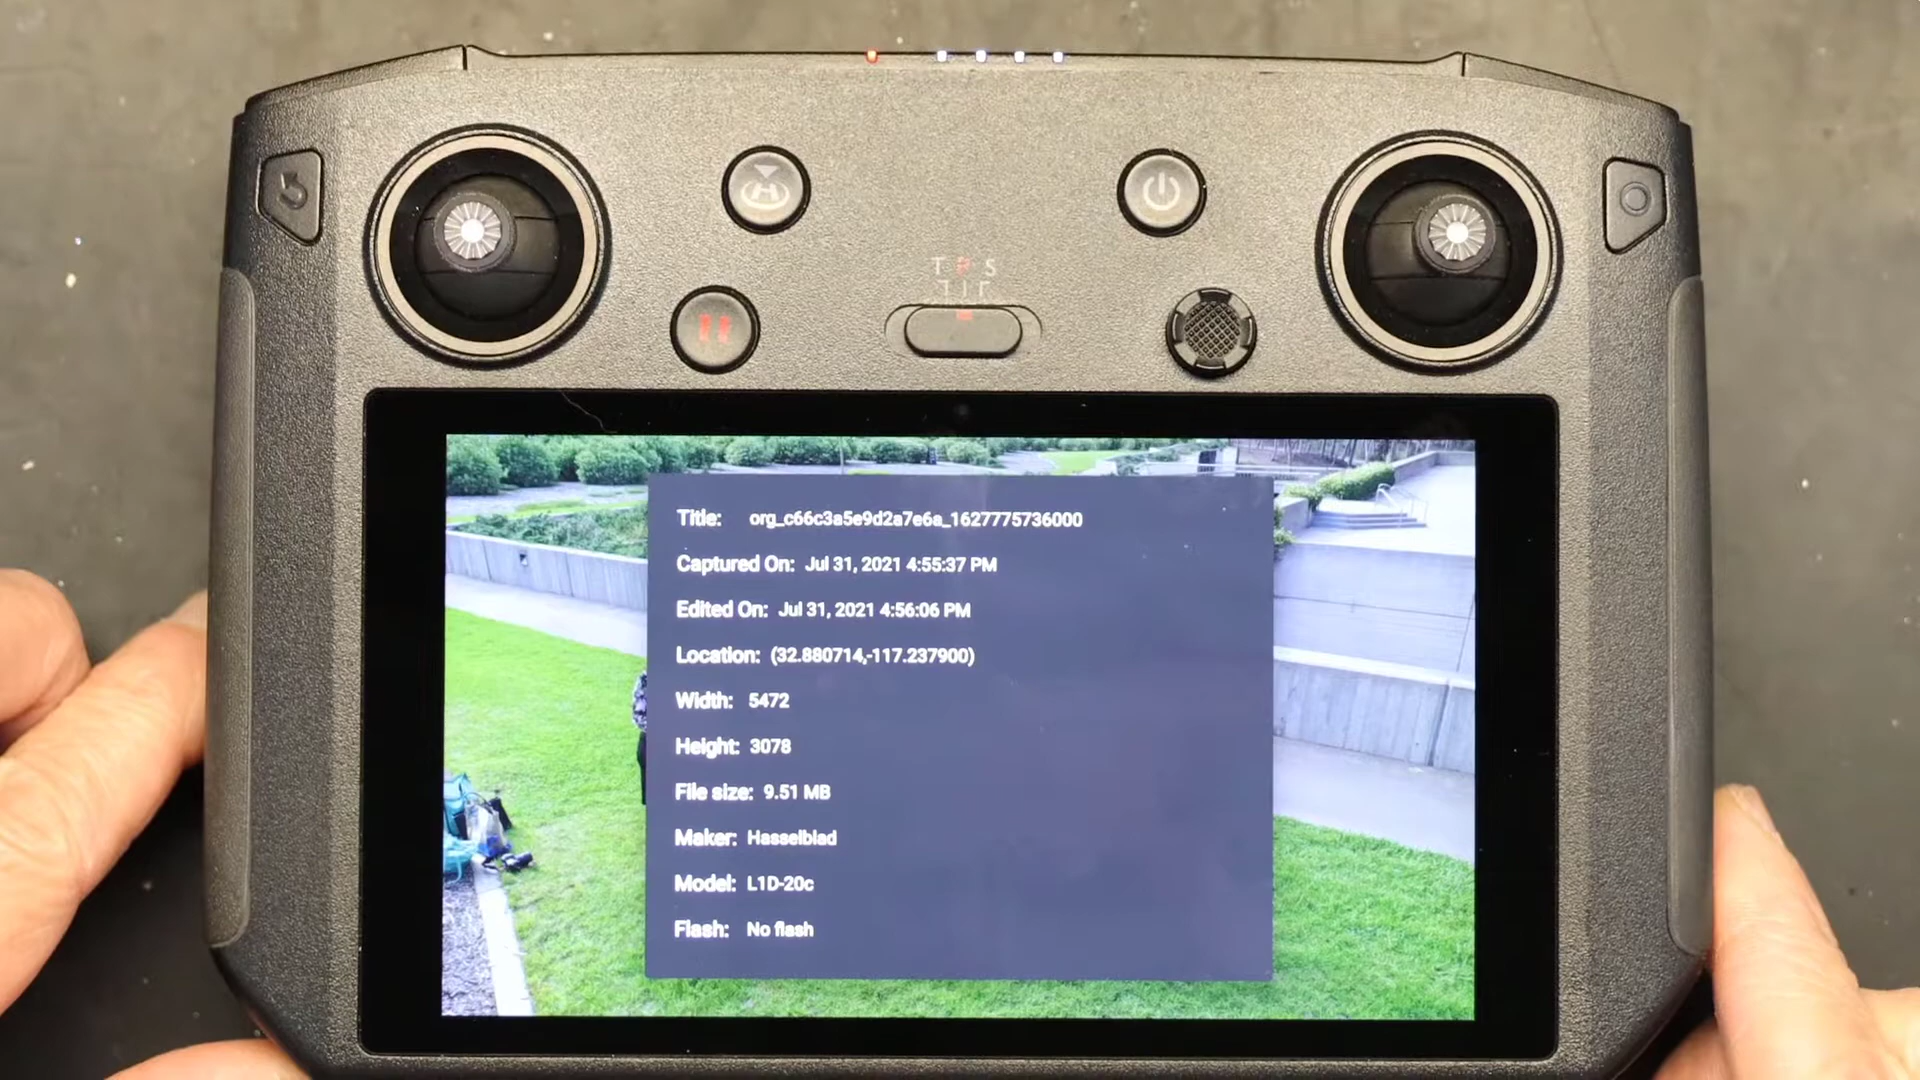 T P S
Title: org_c66c3a5e9d2a7e6a_1627775736000
Captured On: Jul 31, 2021 4:55:37 PM
Edited On: Jul 31, 2021 4:56:06 PM
Location: (32.880714,-117.237900)
Width: 5472
Height: 3078
File size: 9.51 MB
Maker: Hasselblad
Model: L1D-20c
Flash: No flash